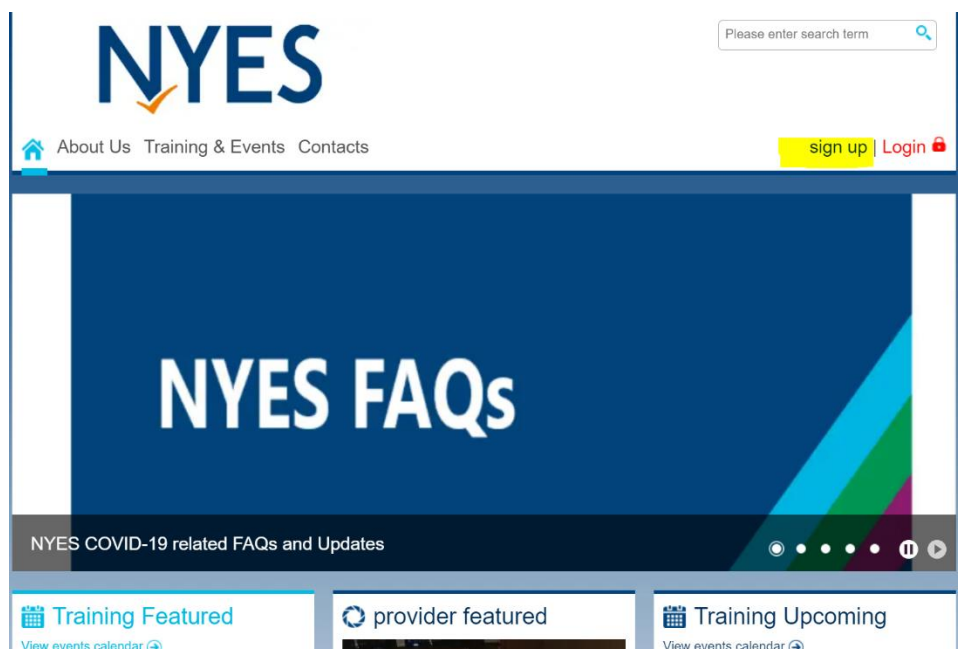 NYES
Please enter search term
About Us Training & Events Contacts
sign up | Login
NYES FAQs
NYES COVID-19 related FAQs and Updates
Training Featured
View events calendar
provider featured
Training Upcoming
View events calendar